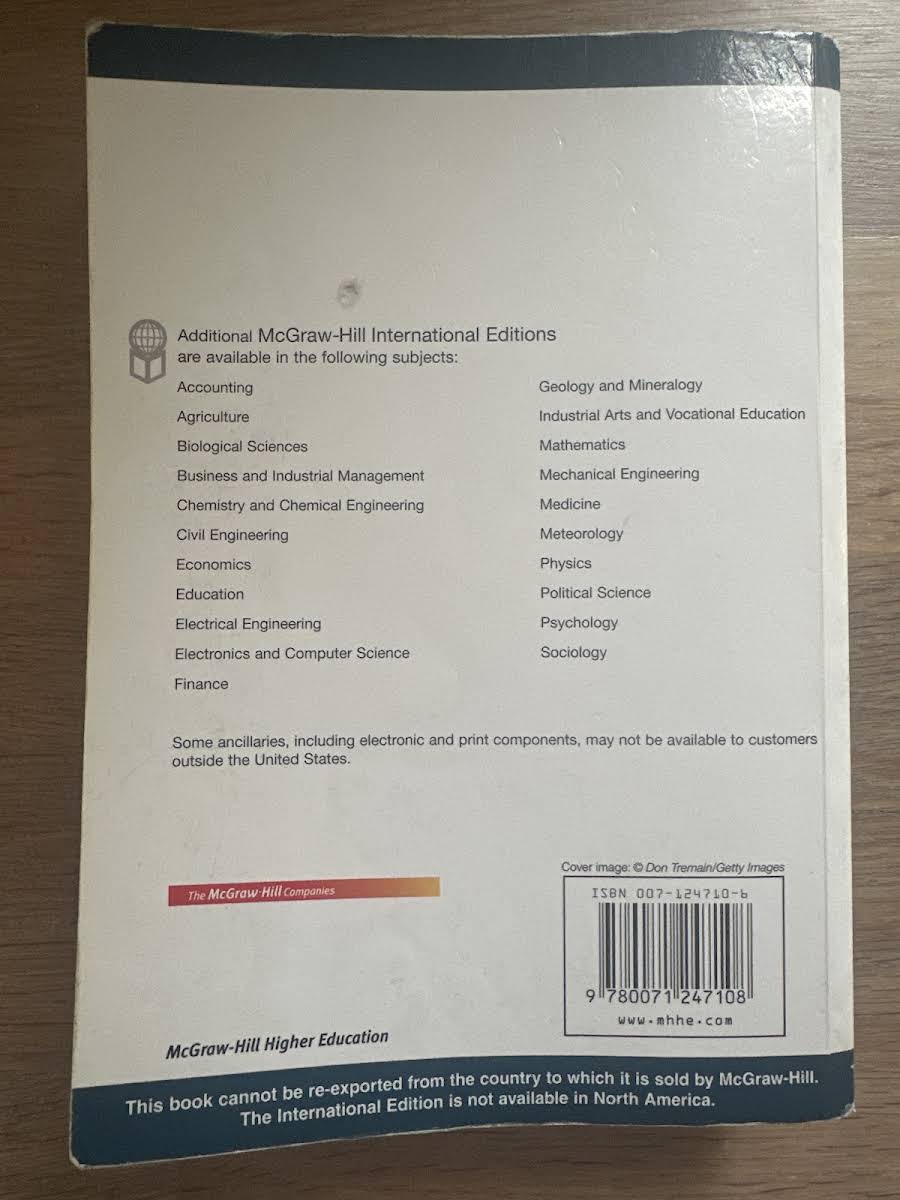 Additional McGraw-Hill International Editions
are available in the following subjects:
Accounting
Agriculture
Biological Sciences
Business and Industrial Management
Chemistry and Chemical Engineering
Civil Engineering
Economics
Education
Electrical Engineering
Electronics and Computer Science
Finance
Geology and Mineralogy
Industrial Arts and Vocational Education
Mathematics
Mechanical Engineering
Medicine
Meteorology
Physics
Political Science
Psychology
Sociology
Some ancillaries, including electronic and print components, may not be available to customers
outside the United States.
The McGraw·Hill Companies
Cover image: © Don Tremain/Getty Images
ISBN 007-124710-6
9 780071 247108
www.mhhe.com
McGraw-Hill Higher Education
This book cannot be re-exported from the country to which it is sold by McGraw-Hill.
The International Edition is not available in North America.